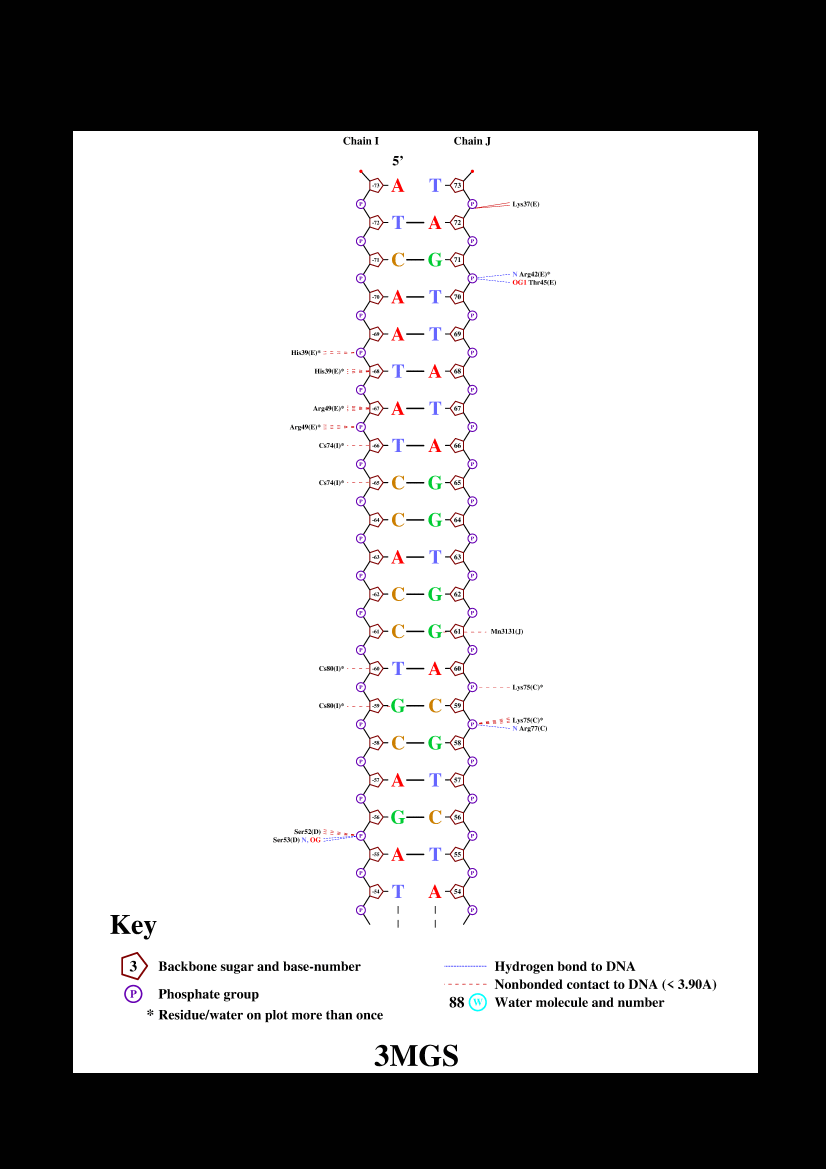 Chain I Chain J
5'
-73 A T 73
P P Lys37(E)
-72 T A 72
P P
-71 C G 71
P P N Arg42(E)*
OG1 Thr45(E)
-70 A T 70
P P
-69 A T 69
His39(E)* P P
His39(E)* -68 T A 68
P P
Arg49(E)* -67 A T 67
Arg49(E)* P P
Cs74(I)* -66 T A 66
P P
Cs74(I)* -65 C G 65
P P
-64 C G 64
P P
-63 A T 63
P P
-62 C G 62
P P
-61 C G 61 Mn3131(J)
P P
Cs80(I)* -60 T A 60
P P Lys75(C)*
Cs80(I)* -59 G C 59
P P Lys75(C)*
N Arg77(C)
-58 C G 58
P P
-57 A T 57
P P
-56 G C 56
Ser52(D) P P
Ser53(D) N, OG
-55 A T 55
P P
-54 T A 54
P P
Key
3 Backbone sugar and base-number
P Phosphate group
* Residue/water on plot more than once
Hydrogen bond to DNA
Nonbonded contact to DNA (< 3.90A)
88 W Water molecule and number
3MGS